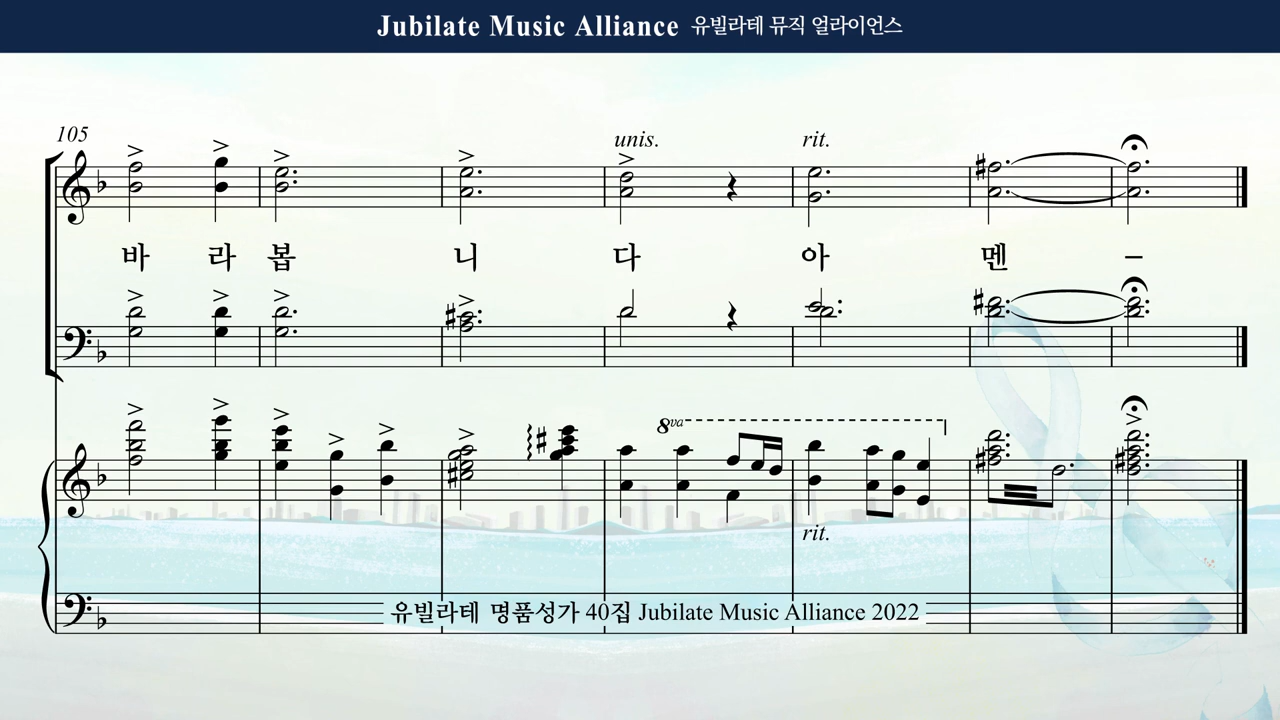 Jubilate Music Alliance 유빌라테 뮤직 얼라이언스
105
unis.
rit.
바 라 봅 니 다 아 멘 –
8va
rit.
유빌라테 명품성가 40집 Jubilate Music Alliance 2022